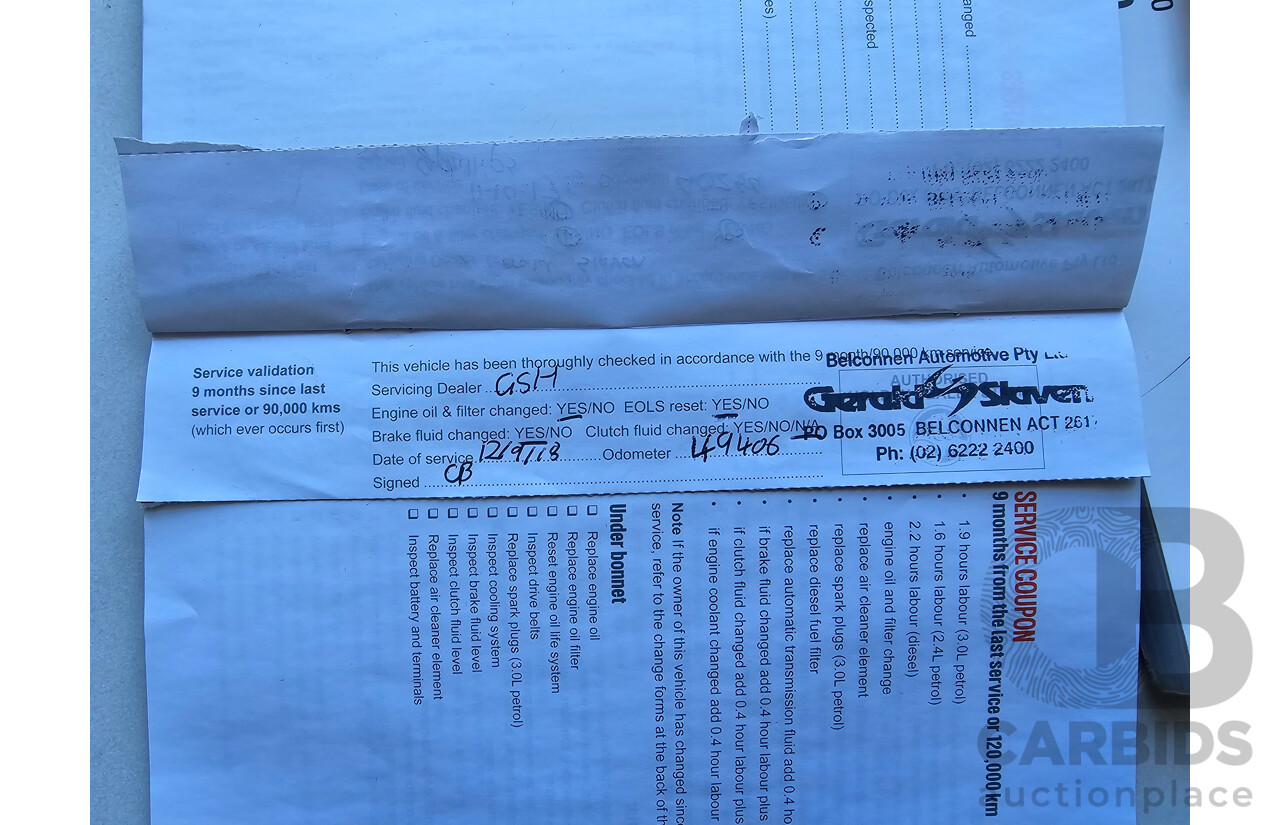 es)
spected
anged
Service validation
9 months since last
service or 90,000 kms
(which ever occurs first)
This vehicle has been thoroughly checked in accordance with the 9 month/90,000 km service
Servicing Dealer GSH
Engine oil & filter changed: YES/NO EOLS reset: YES/NO
Brake fluid changed: YES/NO Clutch fluid changed: YES/NO/N/A
Date of service 12/9/18 Odometer 49406
Signed CB
Belconnen Automotive Pty Lt
AUTHORISED
Gerald Slaven
PO Box 3005 BELCONNEN ACT 261
Ph: (02) 6222 2400
SERVICE COUPON
9 months from the last service or 120,000 km
• 1.9 hours labour (3.0L petrol)
• 1.6 hours labour (2.4L petrol)
• 2.2 hours labour (diesel)
• engine oil and filter change
• replace air cleaner element
• replace spark plugs (3.0L petrol)
• replace diesel fuel filter
• replace automatic transmission fluid add 0.4 ho
• if brake fluid changed add 0.4 hour labour plus
• if clutch fluid changed add 0.4 hour labour plus
• if engine coolant changed add 0.4 hour labour
Note If the owner of this vehicle has changed since
service, refer to the change forms at the back of th
Under bonnet
❑ Replace engine oil
❑ Replace engine oil filter
❑ Reset engine oil life system
❑ Inspect drive belts
❑ Replace spark plugs (3.0L petrol)
❑ Inspect cooling system
❑ Inspect brake fluid level
❑ Inspect clutch fluid level
❑ Replace air cleaner element
❑ Inspect battery and terminals
CARBIDS
auctionplace